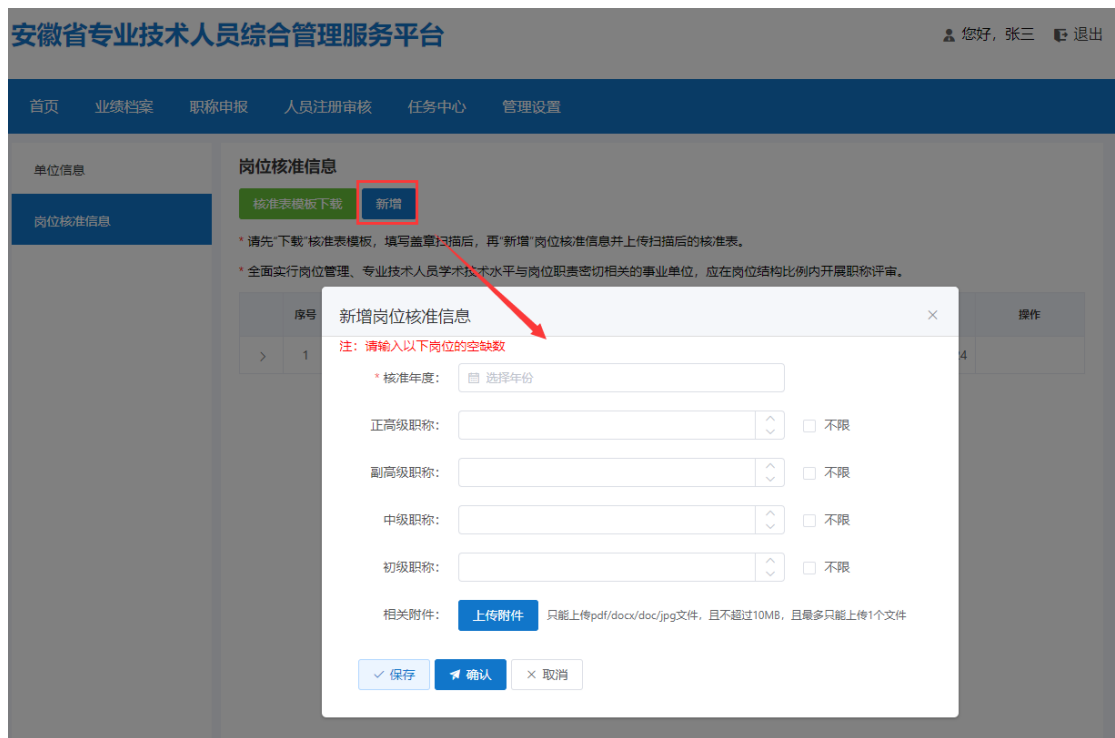 安徽省专业技术人员综合管理服务平台
您好，张三 退出
首页 业绩档案 职称申报 人员注册审核 任务中心 管理设置
单位信息
岗位核准信息
岗位核准信息
核准表模板下载 新增
* 请先"下载"核准表模板，填写盖章扫描后，再"新增"岗位核准信息并上传扫描后的核准表。
* 全面实行岗位管理、专业技术人员学术技术水平与岗位职责密切相关的事业单位，应在岗位结构比例内开展职称评审。
序号 操作
1 24
新增岗位核准信息
注：请输入以下岗位的空缺数
* 核准年度： 选择年份
正高级职称： 不限
副高级职称： 不限
中级职称： 不限
初级职称： 不限
相关附件： 上传附件 只能上传pdf/docx/doc/jpg文件，且不超过10MB，且最多只能上传1个文件
保存 确认 取消